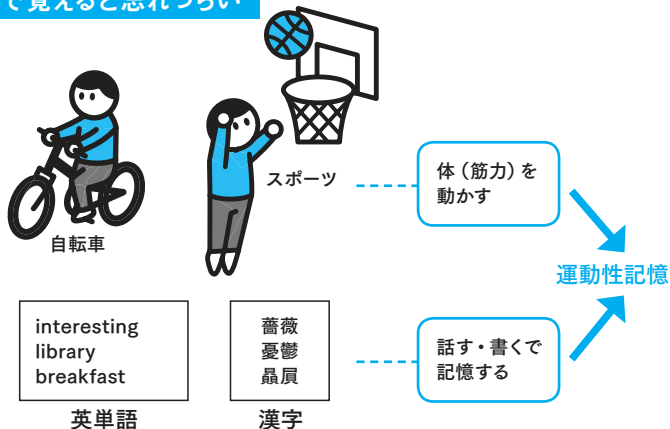 で覚えると忘れづらい
スポーツ
自転車
体（筋力）を
動かす
運動性記憶
interesting
library
breakfast
英単語
薔薇
憂鬱
贔屓
漢字
話す・書くで
記憶する